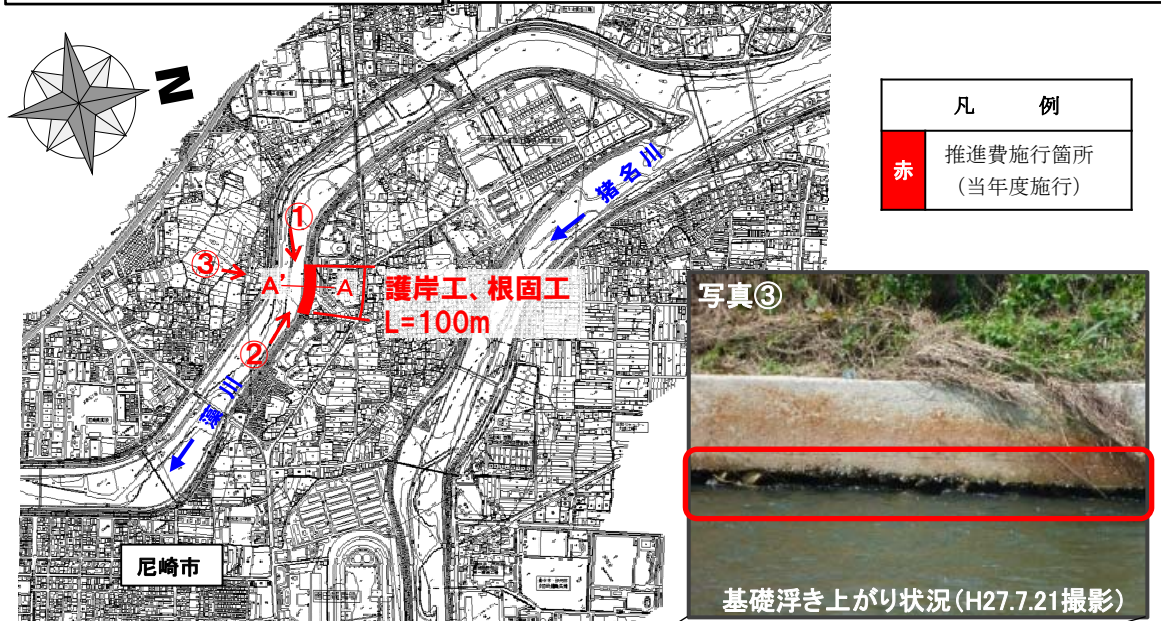 N
猪名川
①
③
A' A
護岸工、根固工
L=100m
②
藻川
尼崎市
凡 例
赤
推進費施行箇所
(当年度施行)
写真③
基礎浮き上がり状況(H27.7.21撮影)